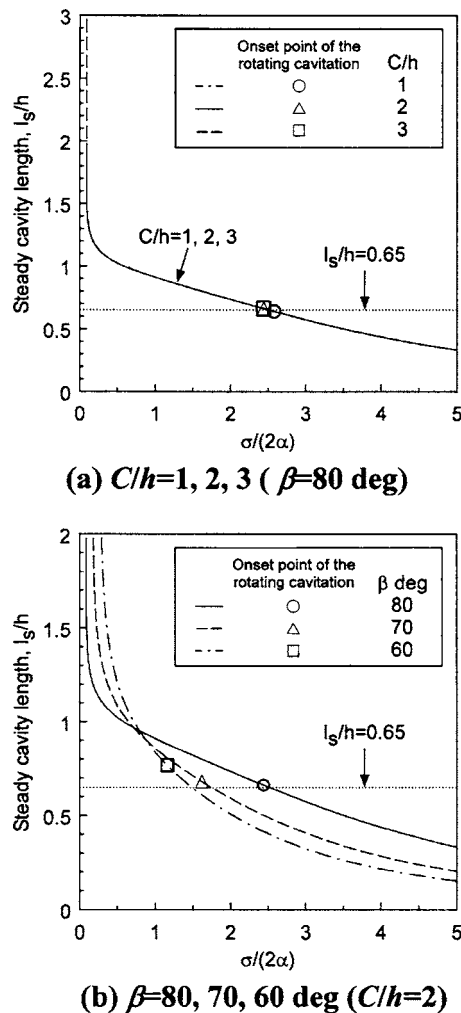 3
2.5
2
1.5
1
0.5
0
Steady cavity length, ls/h
Onset point of the
rotating cavitation
C/h
1
2
3
C/h=1, 2, 3
ls/h=0.65
0 1 2 3 4 5
σ/(2α)
(a) C/h=1, 2, 3 ( β=80 deg)
2
1.5
1
0.5
0
Steady cavity length, ls/h
Onset point of the
rotating cavitation
β deg
80
70
60
ls/h=0.65
0 1 2 3 4 5
σ/(2α)
(b) β=80, 70, 60 deg (C/h=2)